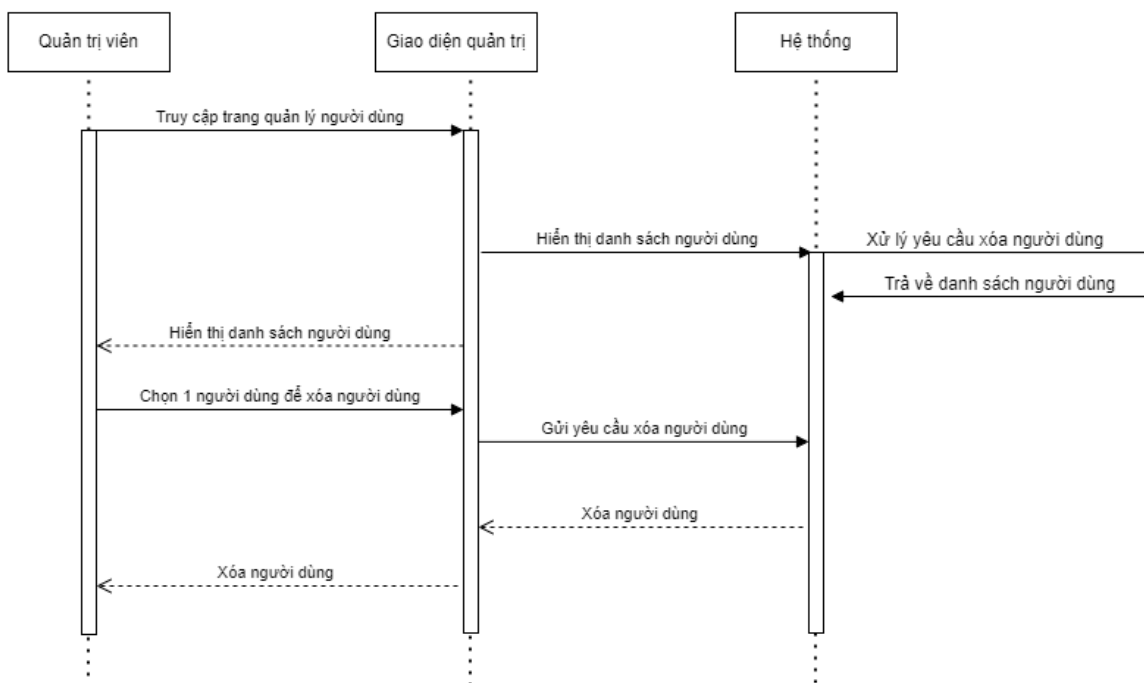 Quản trị viên
Giao diện quản trị
Hệ thống
Truy cập trang quản lý người dùng
Hiển thị danh sách người dùng
Xử lý yêu cầu xóa người dùng
Trả về danh sách người dùng
Hiển thị danh sách người dùng
Chọn 1 người dùng để xóa người dùng
Gửi yêu cầu xóa người dùng
Xóa người dùng
Xóa người dùng